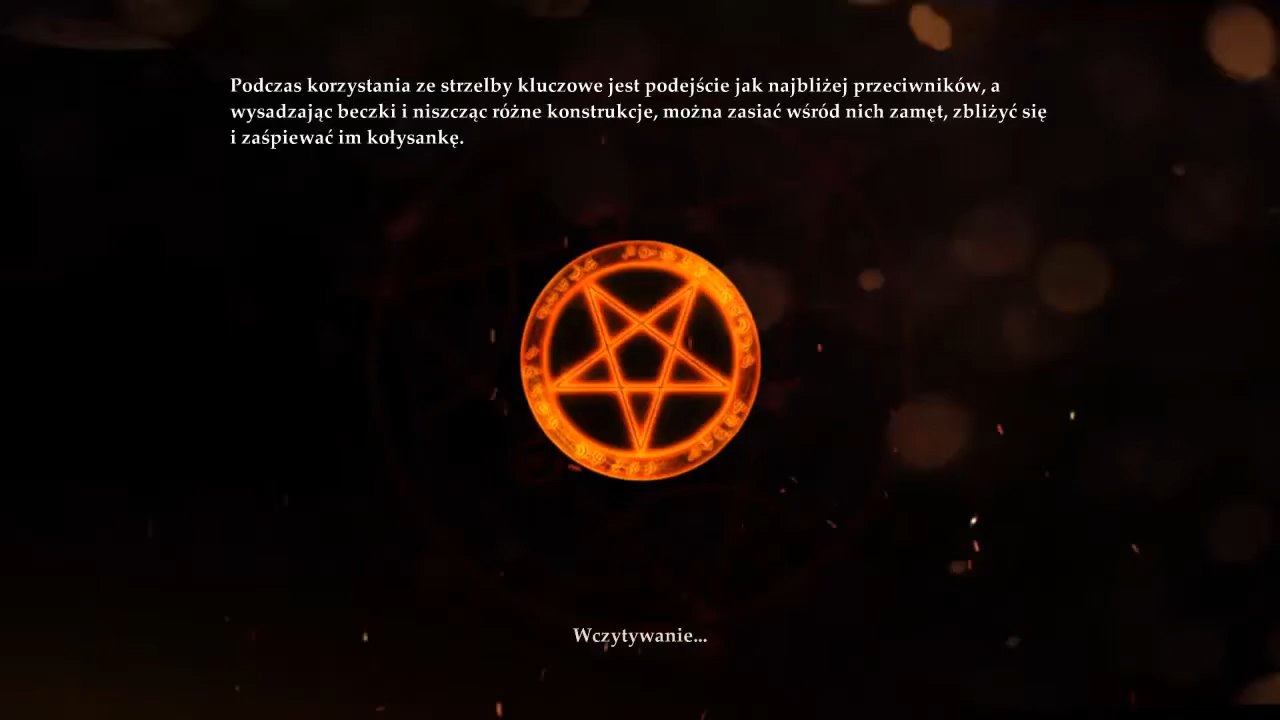 Podczas korzystania ze strzelby kluczowe jest podejście jak najbliżej przeciwników, a
wysadzając beczki i niszcząc różne konstrukcje, można zasiać wśród nich zamęt, zbliżyć się
i zaśpiewać im kołysankę.
Wczytywanie...